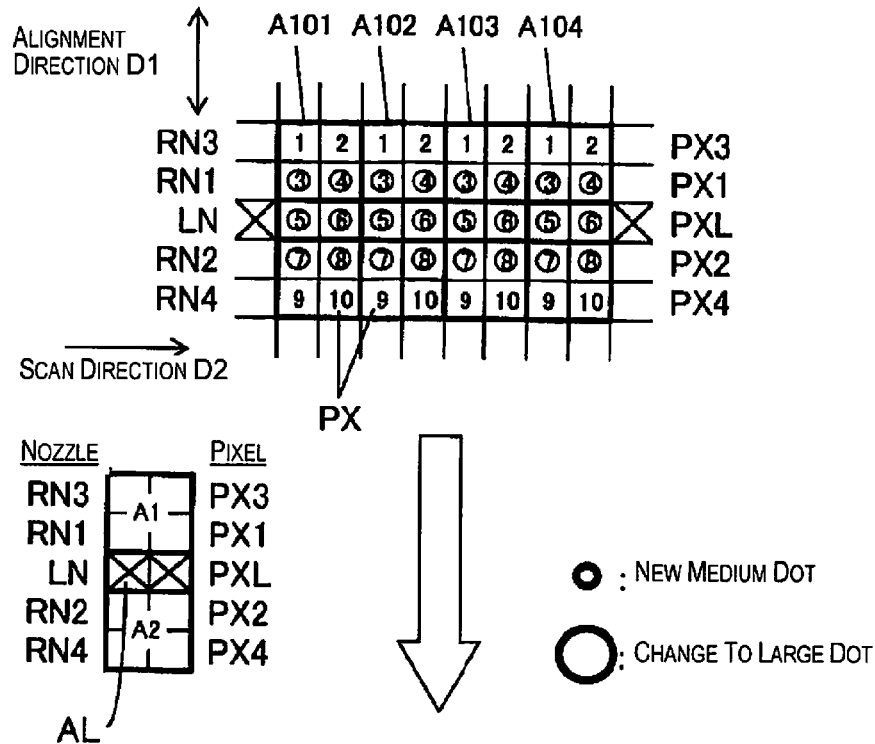 ALIGNMENT
DIRECTION D1
A101 A102 A103 A104
RN3 1 2 1 2 1 2 1 2 PX3
RN1 ③ ④ ③ ④ ③ ④ ③ ④ PX1
LN ⑤ ⑥ ⑤ ⑥ ⑤ ⑥ ⑤ ⑥ PXL
RN2 ⑦ ⑧ ⑦ ⑧ ⑦ ⑧ ⑦ ⑧ PX2
RN4 9 10 9 10 9 10 9 10 PX4
SCAN DIRECTION D2
PX
NOZZLE PIXEL
RN3 PX3
A1
RN1 PX1
LN PXL
RN2 PX2
A2
RN4 PX4
AL
: NEW MEDIUM DOT
: CHANGE TO LARGE DOT